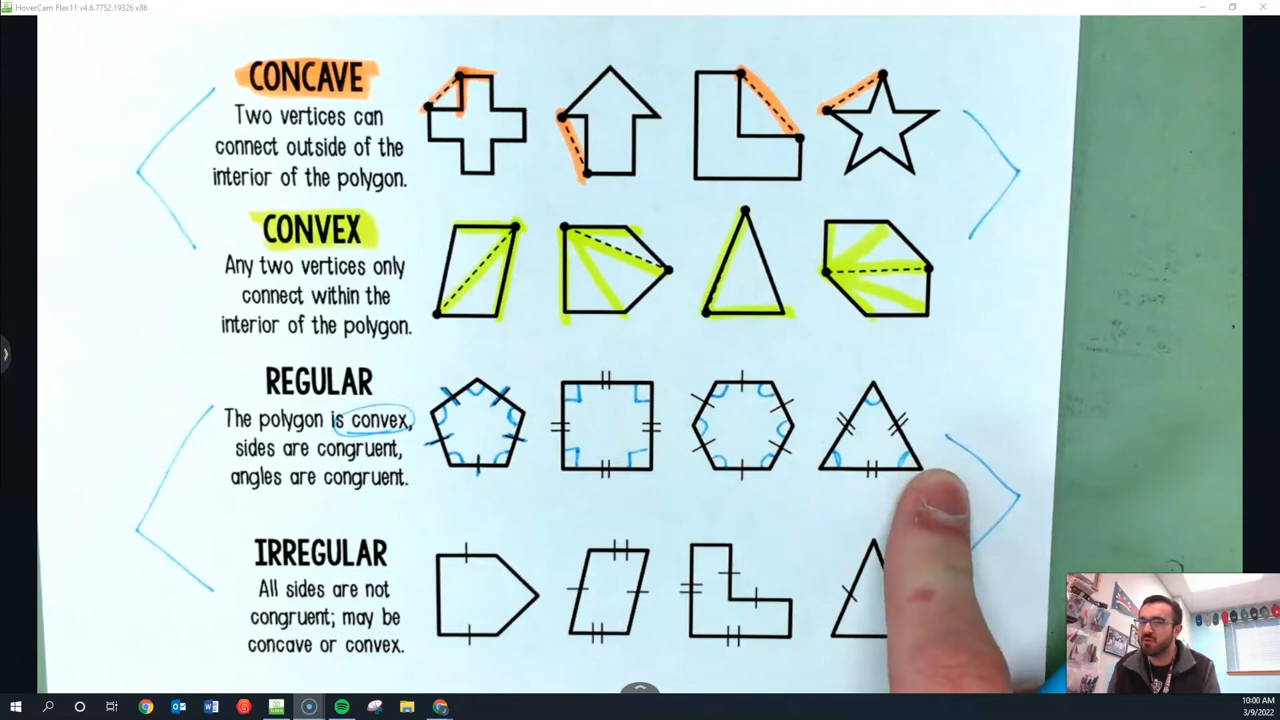 HoverCam Flex11 v4.6.7752.19326 x86
CONCAVE
Two vertices can
connect outside of the
interior of the polygon.
CONVEX
Any two vertices only
connect within the
interior of the polygon.
REGULAR
The polygon is convex,
sides are congruent,
angles are congruent.
IRREGULAR
All sides are not
congruent; may be
concave or convex.
10:00 AM
3/9/2022